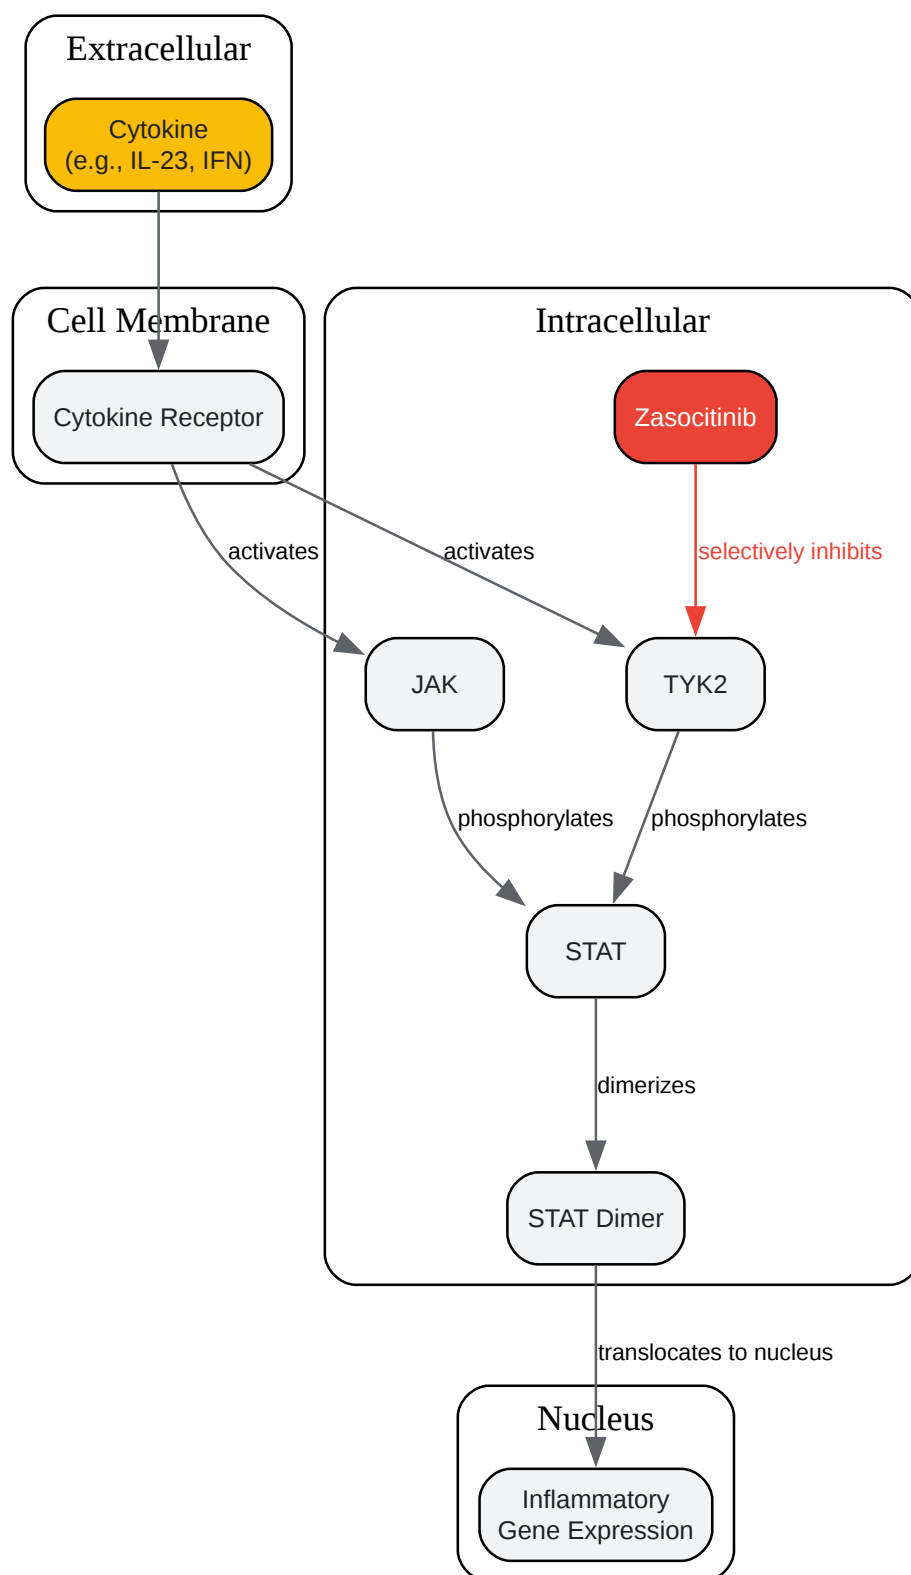 Extracellular
Cytokine
(e.g., IL-23, IFN)
Cell Membrane
Intracellular
Cytokine Receptor
Zasocitinib
activates
activates
selectively inhibits
JAK
TYK2
phosphorylates
phosphorylates
STAT
dimerizes
STAT Dimer
translocates to nucleus
Nucleus
Inflammatory
Gene Expression